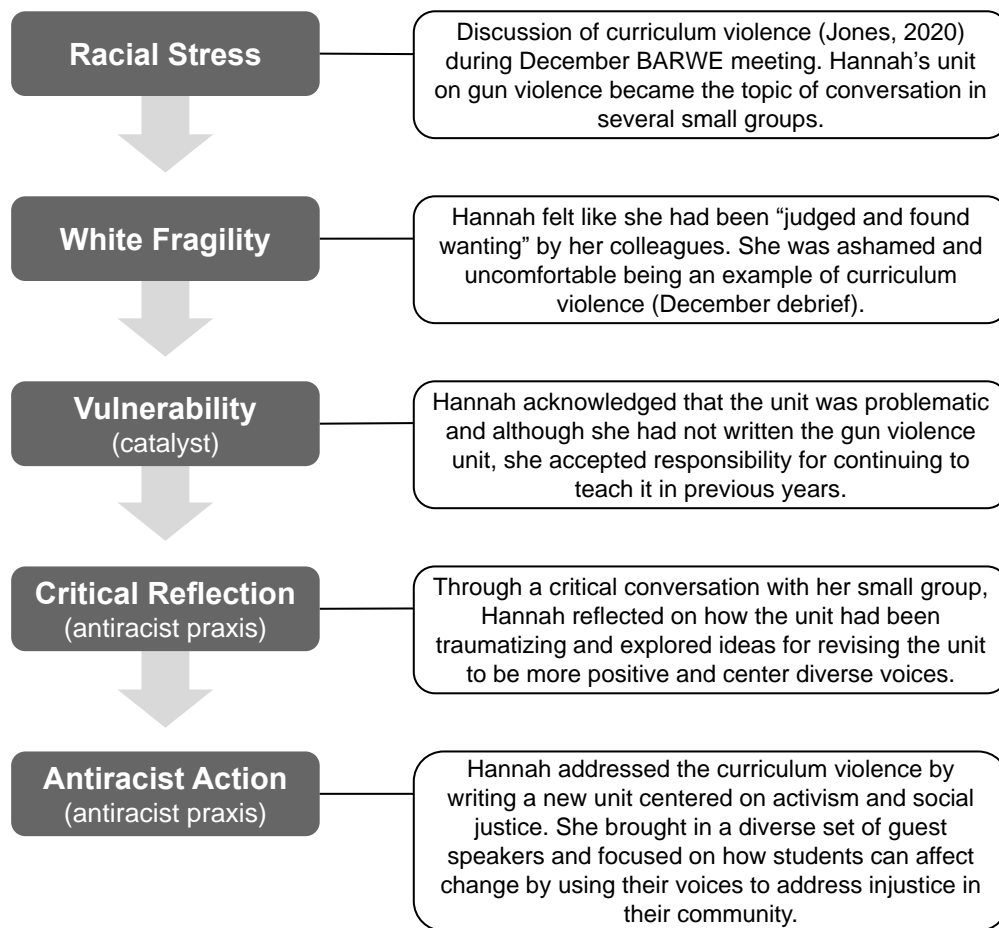 Racial Stress
Discussion of curriculum violence (Jones, 2020)
during December BARWE meeting. Hannah’s unit
on gun violence became the topic of conversation in
several small groups.
White Fragility
Hannah felt like she had been “judged and found
wanting” by her colleagues. She was ashamed and
uncomfortable being an example of curriculum
violence (December debrief).
Vulnerability
(catalyst)
Hannah acknowledged that the unit was problematic
and although she had not written the gun violence
unit, she accepted responsibility for continuing to
teach it in previous years.
Critical Reflection
(antiracist praxis)
Through a critical conversation with her small group,
Hannah reflected on how the unit had been
traumatizing and explored ideas for revising the unit
to be more positive and center diverse voices.
Antiracist Action
(antiracist praxis)
Hannah addressed the curriculum violence by
writing a new unit centered on activism and social
justice. She brought in a diverse set of guest
speakers and focused on how students can affect
change by using their voices to address injustice in
their community.